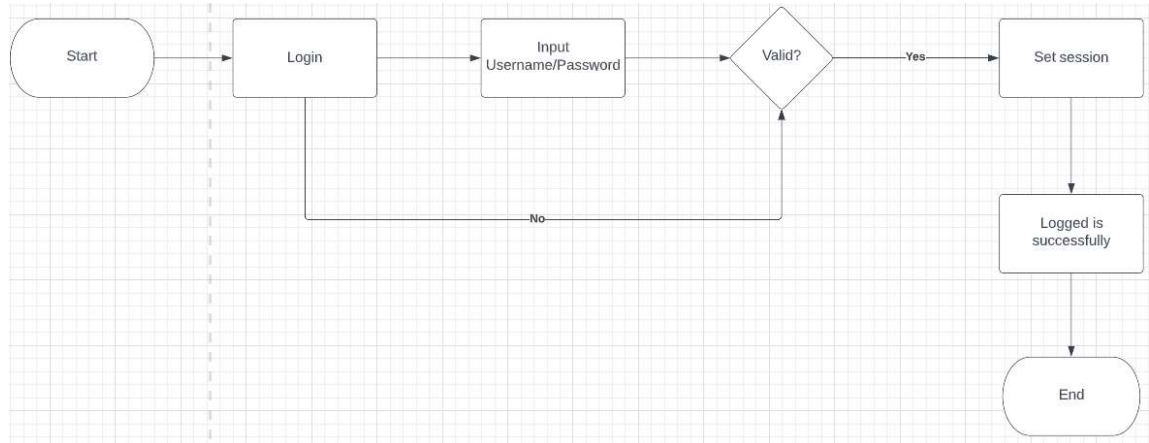 Start
Login
Input
Username/Password
Valid?
Yes
Set session
No
Logged is
successfully
End